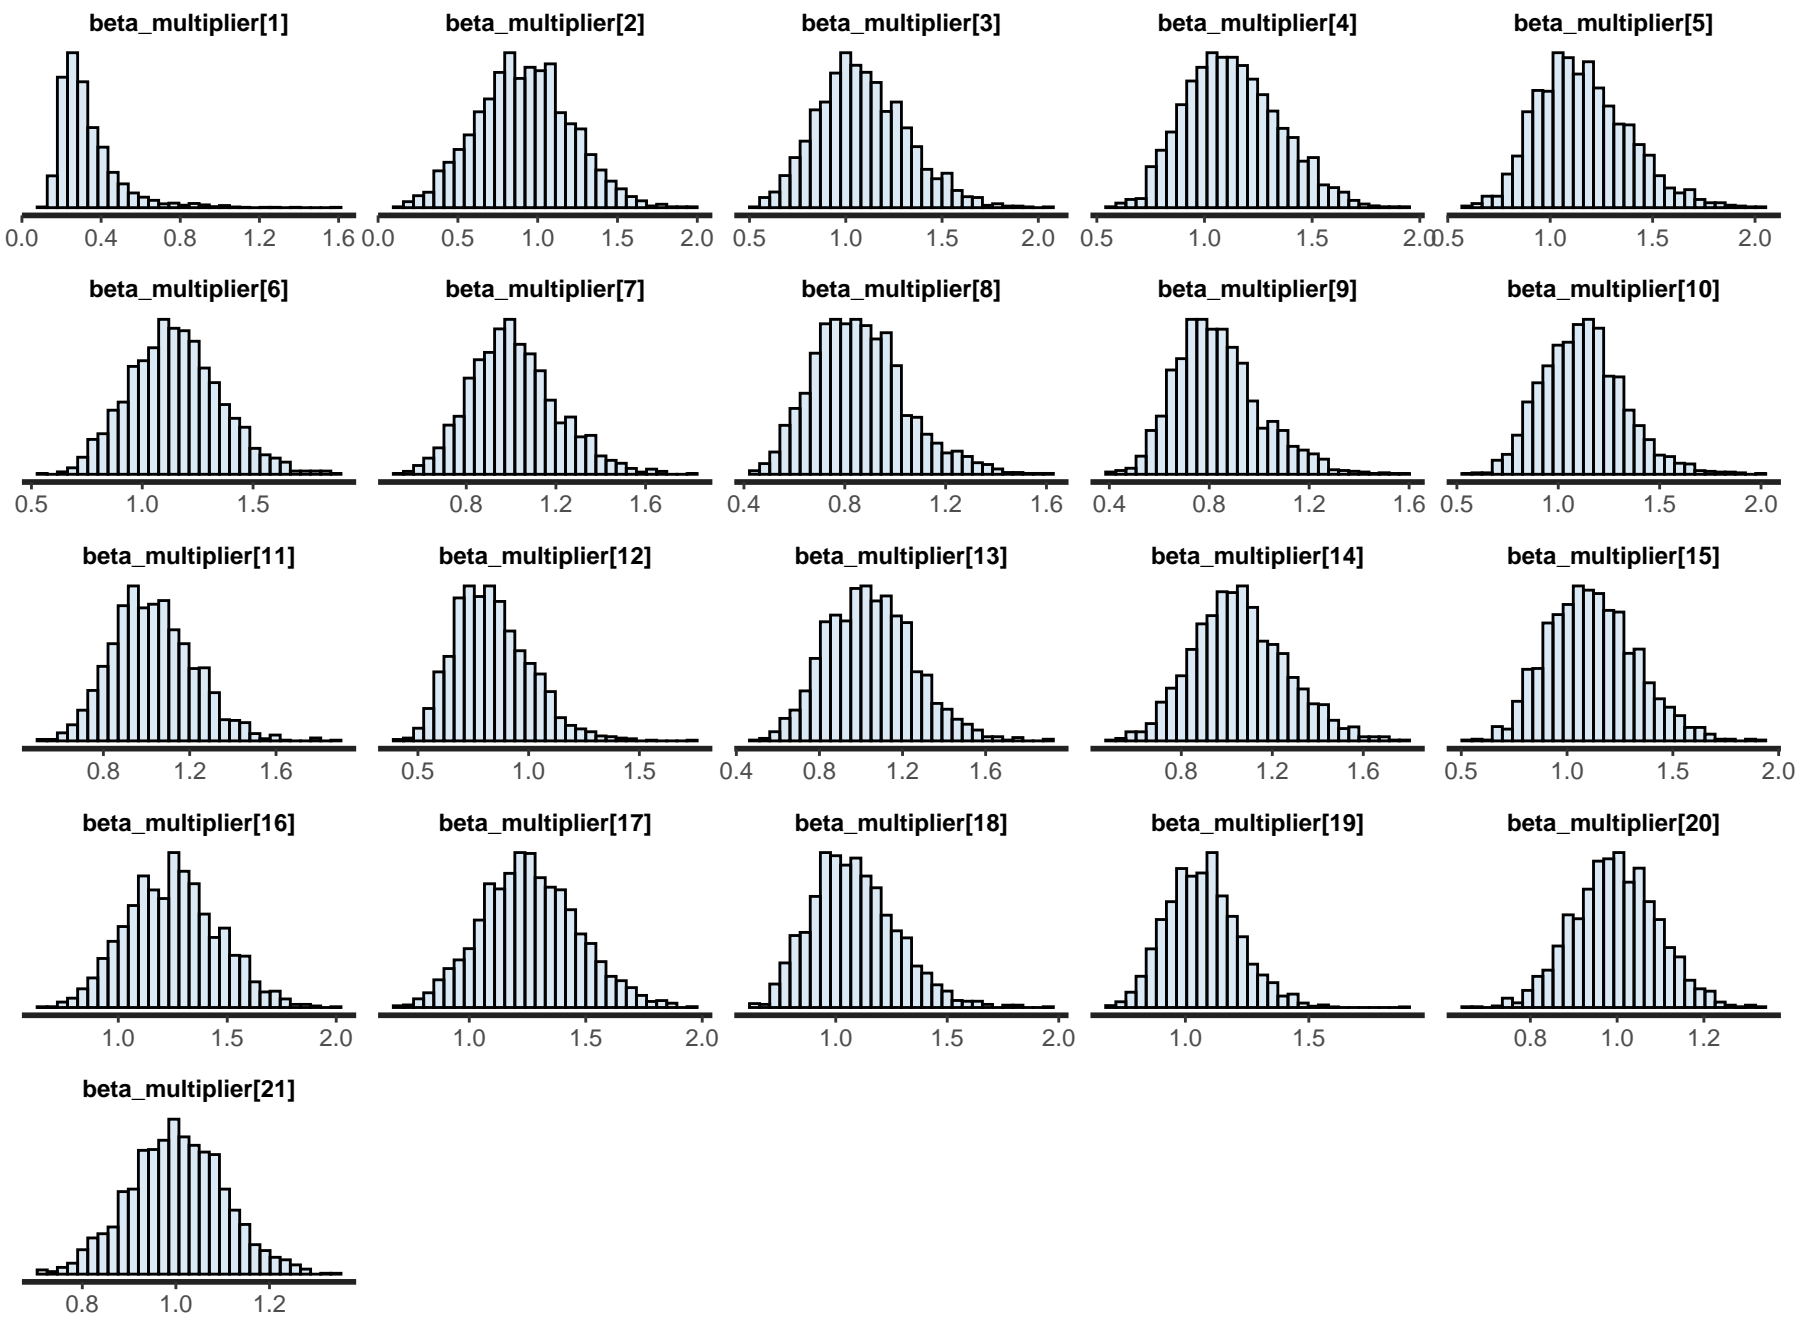 beta_multiplier[1] beta_multiplier[2] beta_multiplier[3] beta_multiplier[4] beta_multiplier[5]
0.0 0.4 0.8 1.2 1.6 0.0 0.5 1.0 1.5 2.0 0.5 1.0 1.5 2.0 0.5 1.0 1.5 2.0 0.5 1.0 1.5 2.0
beta_multiplier[6] beta_multiplier[7] beta_multiplier[8] beta_multiplier[9] beta_multiplier[10]
0.5 1.0 1.5 0.8 1.2 1.6 0.4 0.8 1.2 1.6 0.4 0.8 1.2 1.6 0.5 1.0 1.5 2.0
beta_multiplier[11] beta_multiplier[12] beta_multiplier[13] beta_multiplier[14] beta_multiplier[15]
0.8 1.2 1.6 0.5 1.0 1.5 0.4 0.8 1.2 1.6 0.8 1.2 1.6 0.5 1.0 1.5 2.0
beta_multiplier[16] beta_multiplier[17] beta_multiplier[18] beta_multiplier[19] beta_multiplier[20]
1.0 1.5 2.0 1.0 1.5 2.0 1.0 1.5 2.0 1.0 1.5 0.8 1.0 1.2
beta_multiplier[21]
0.8 1.0 1.2